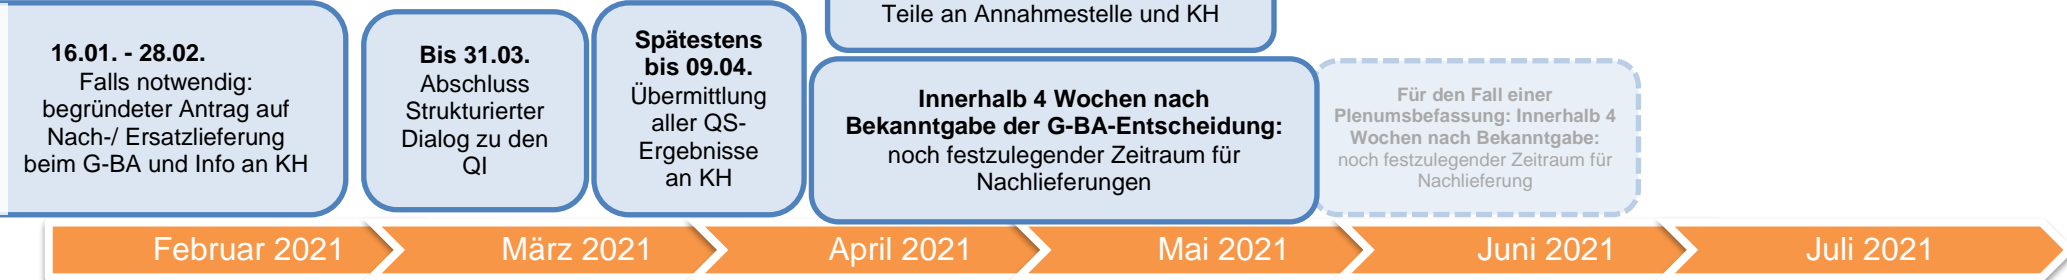 Teile an Annahmestelle und KH
16.01. - 28.02.
Falls notwendig:
begründeter Antrag auf
Nach-/ Ersatzlieferung
beim G-BA und Info an KH
Bis 31.03.
Abschluss
Strukturierter
Dialog zu den
QI
Spätestens
bis 09.04.
Übermittlung
aller QS-
Ergebnisse
an KH
Innerhalb 4 Wochen nach
Bekanntgabe der G-BA-Entscheidung:
noch festzulegender Zeitraum für
Nachlieferungen
Für den Fall einer
Plenumsbefassung: Innerhalb 4
Wochen nach Bekanntgabe:
noch festzulegender Zeitraum für
Nachlieferung
Februar 2021
März 2021
April 2021
Mai 2021
Juni 2021
Juli 2021